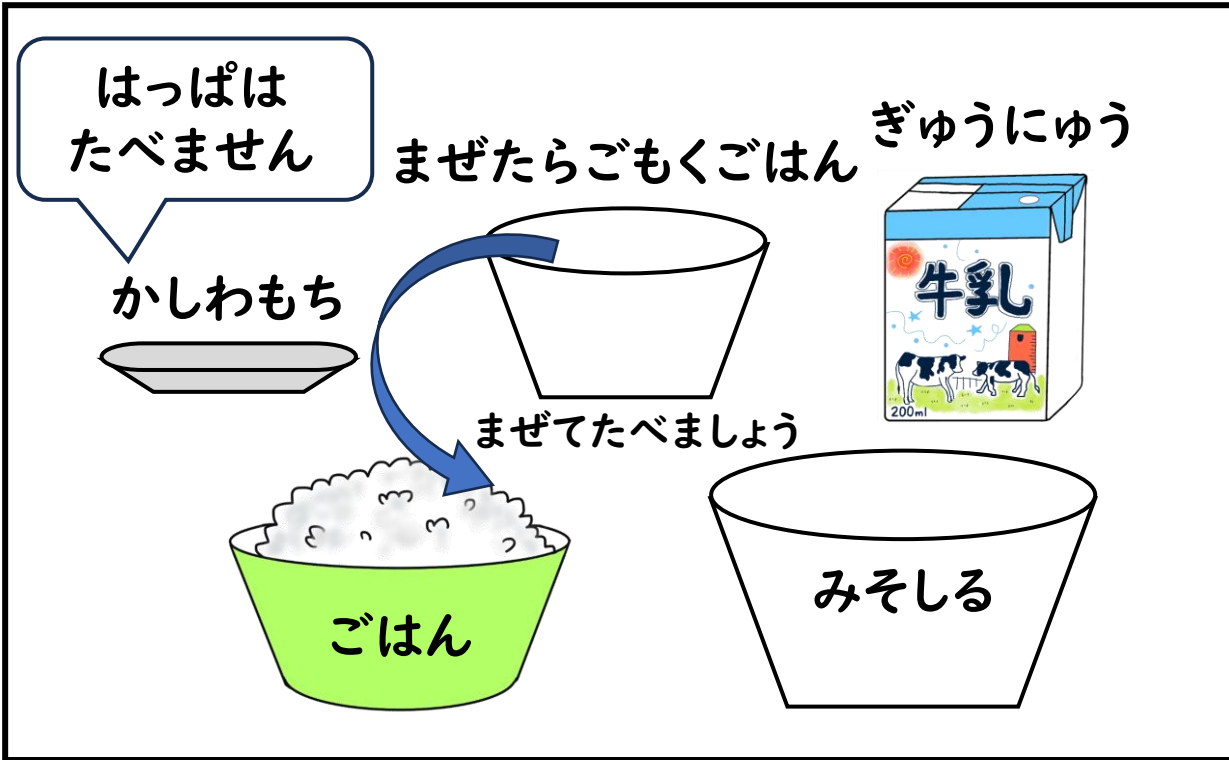 はっぱは
たべません
まぜたらごもくごはん
ぎゅうにゅう
かしわもち
牛乳
200ml
まぜてたべましょう
ごはん
みそしる